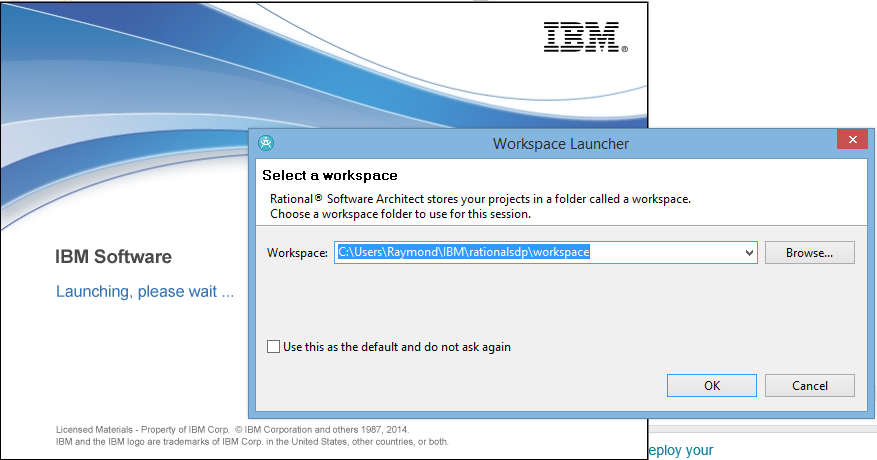 IBM®
Workspace Launcher
Select a workspace
Rational® Software Architect stores your projects in a folder called a workspace.
Choose a workspace folder to use for this session.
Workspace: C:\Users\Raymond\IBM\rationalsdp\workspace Browse...
IBM Software
Launching, please wait ...
Use this as the default and do not ask again
OK Cancel
Licensed Materials - Property of IBM Corp. © IBM Corporation and others 1987, 2014.
IBM and the IBM logo are trademarks of IBM Corp. in the United States, other countries, or both.
eploy your